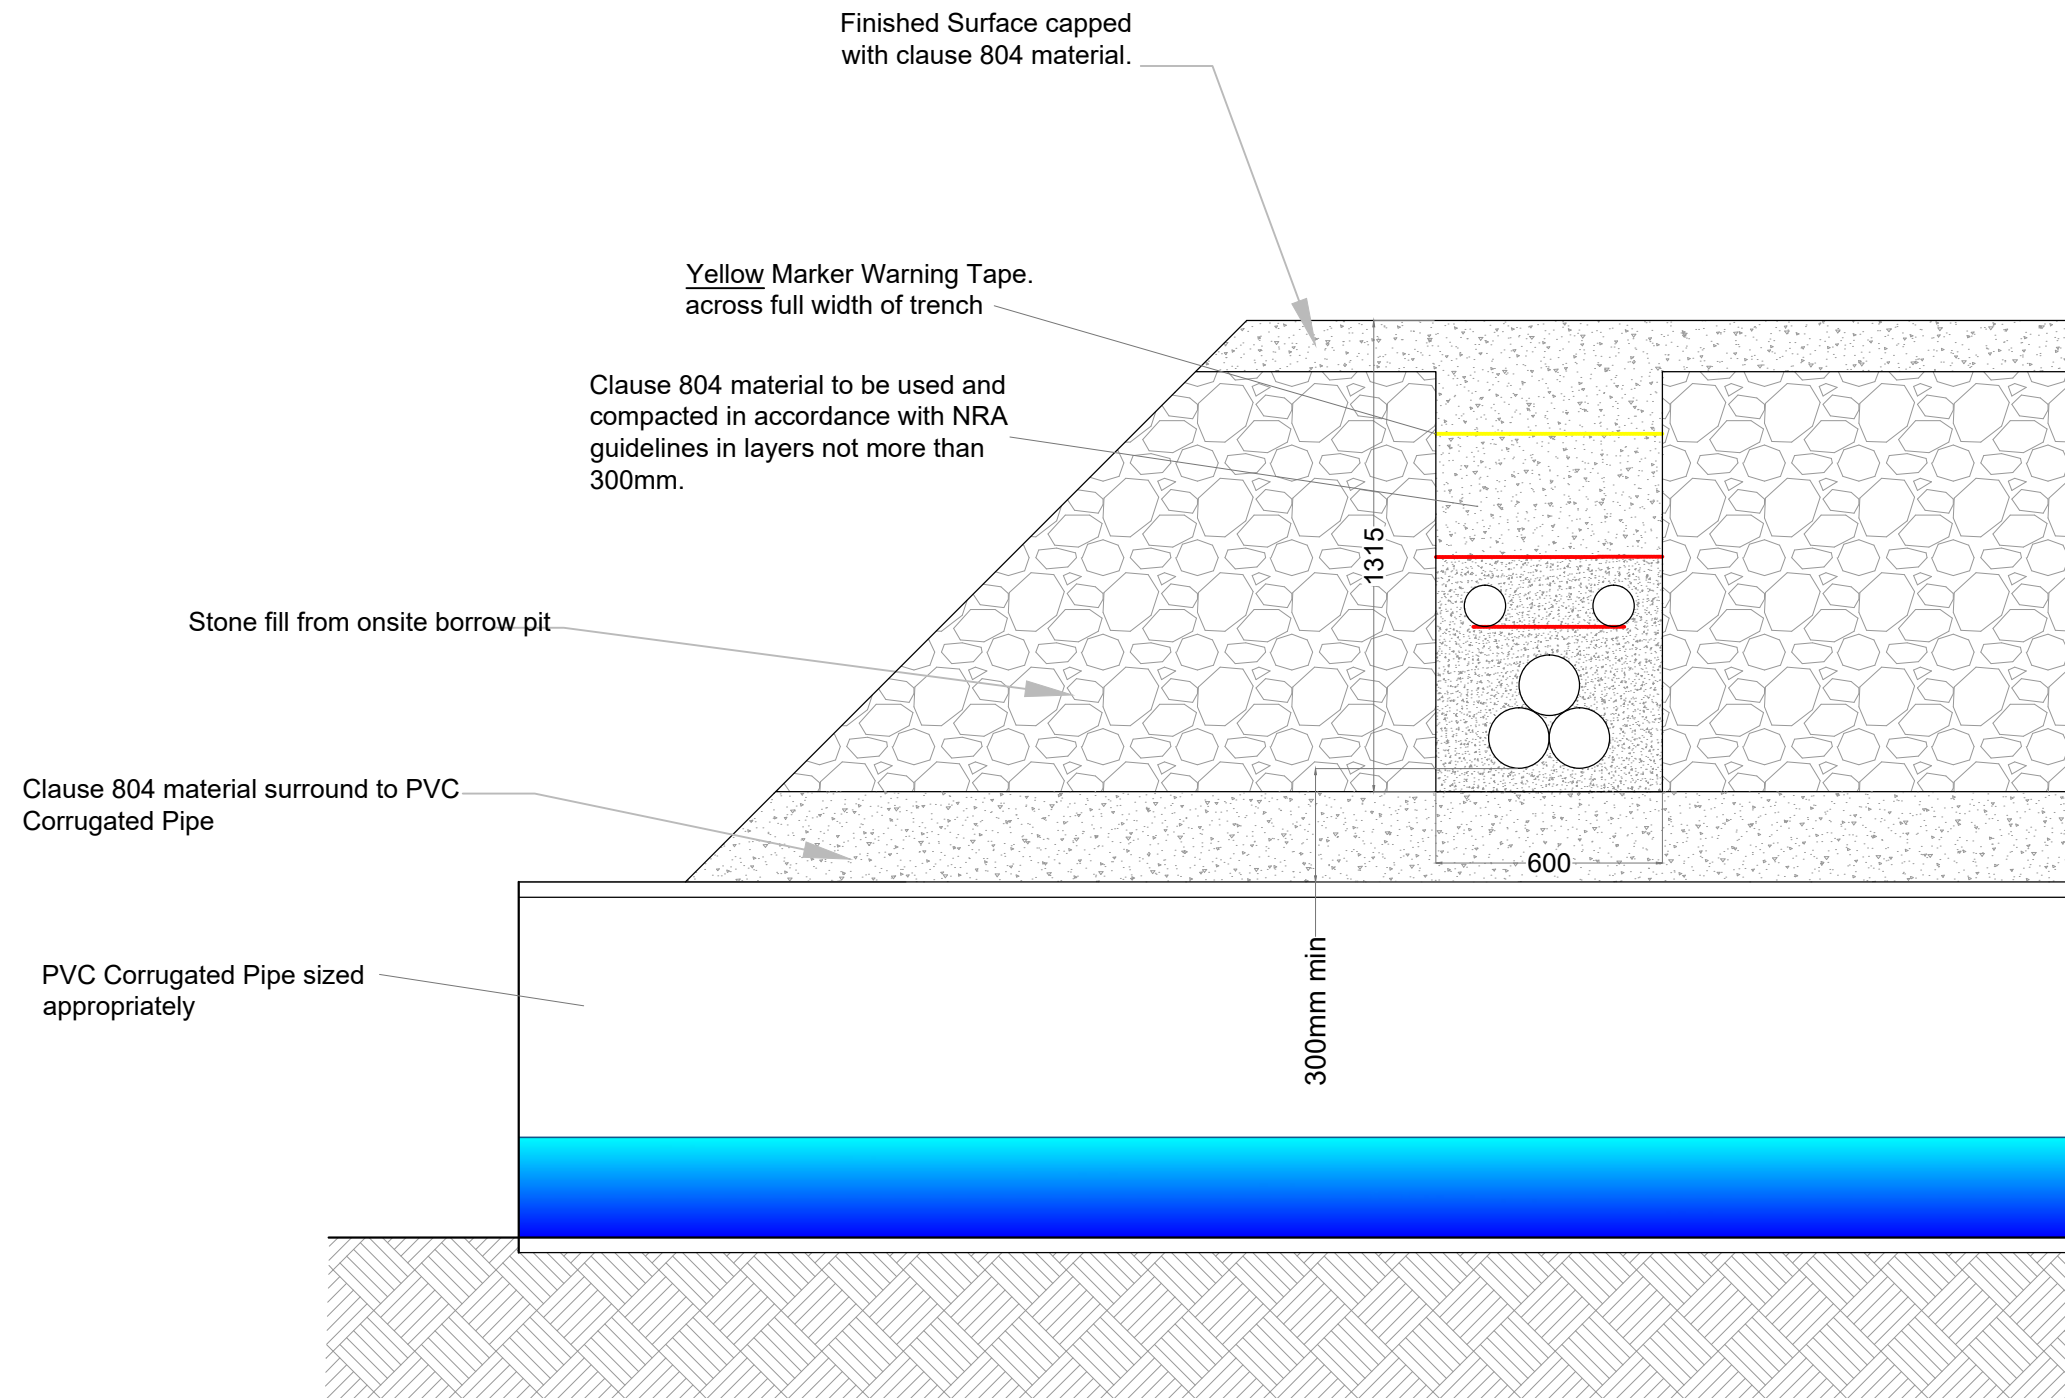 Finished Surface capped
with clause 804 material.
Yellow Marker Warning Tape.
across full width of trench
Clause 804 material to be used and
compacted in accordance with NRA
guidelines in layers not more than
300mm.
1315
Stone fill from onsite borrow pit
Clause 804 material surround to PVC
Corrugated Pipe
600
300mm min
PVC Corrugated Pipe sized
appropriately